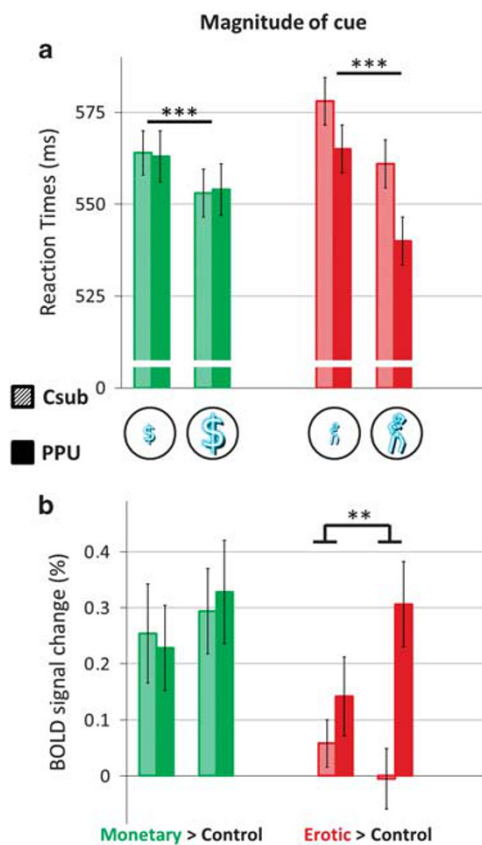 Magnitude of cue
a
***
***
Reaction Times (ms)
575
550
525
0
Csub
PPU
$
$
b
**
BOLD signal change (%)
0.4
0.3
0.2
0.1
0
Monetary > Control
Erotic > Control